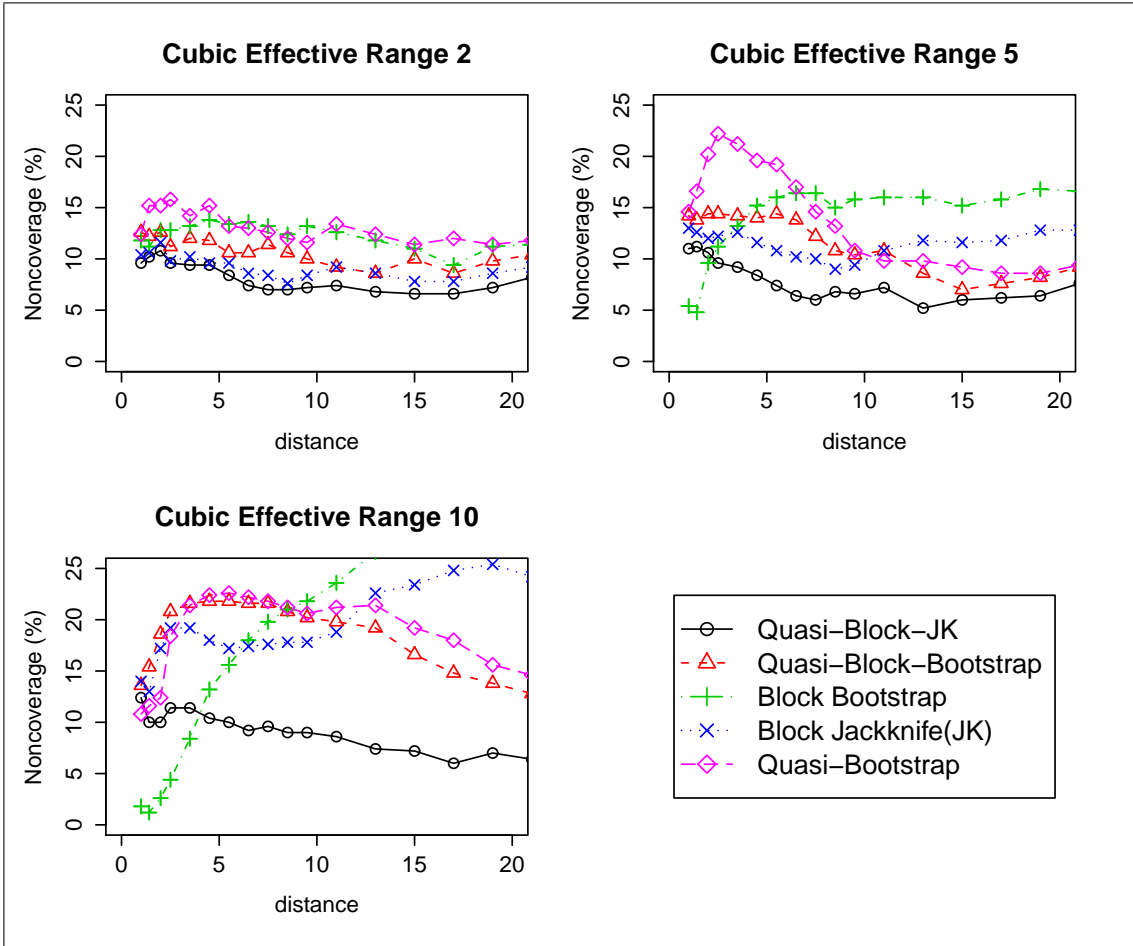 Cubic Effective Range 2
Noncoverage (%)
25
20
15
10
5
0
0 5 10 15 20
distance
Cubic Effective Range 5
Noncoverage (%)
25
20
15
10
5
0
0 5 10 15 20
distance
Cubic Effective Range 10
Noncoverage (%)
25
20
15
10
5
0
0 5 10 15 20
distance
Quasi−Block−JK
Quasi−Block−Bootstrap
Block Bootstrap
Block Jackknife(JK)
Quasi−Bootstrap